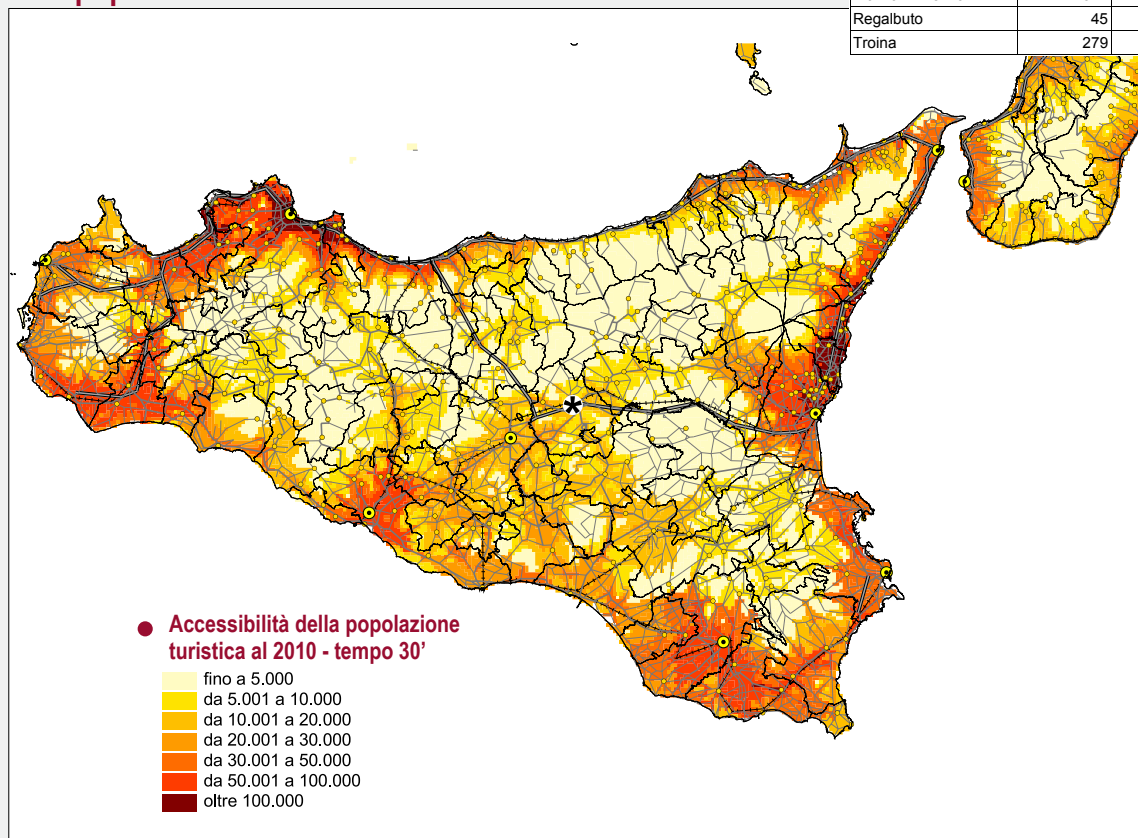 Regalbuto 45
Troina 279
Accessibilità della popolazione
turistica al 2010 - tempo 30’
fino a 5.000
da 5.001 a 10.000
da 10.001 a 20.000
da 20.001 a 30.000
da 30.001 a 50.000
da 50.001 a 100.000
oltre 100.000